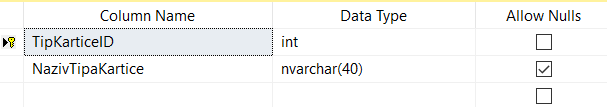 Column Name Data Type Allow Nulls
TipKarticeID int
NazivTipaKartice nvarchar(40)